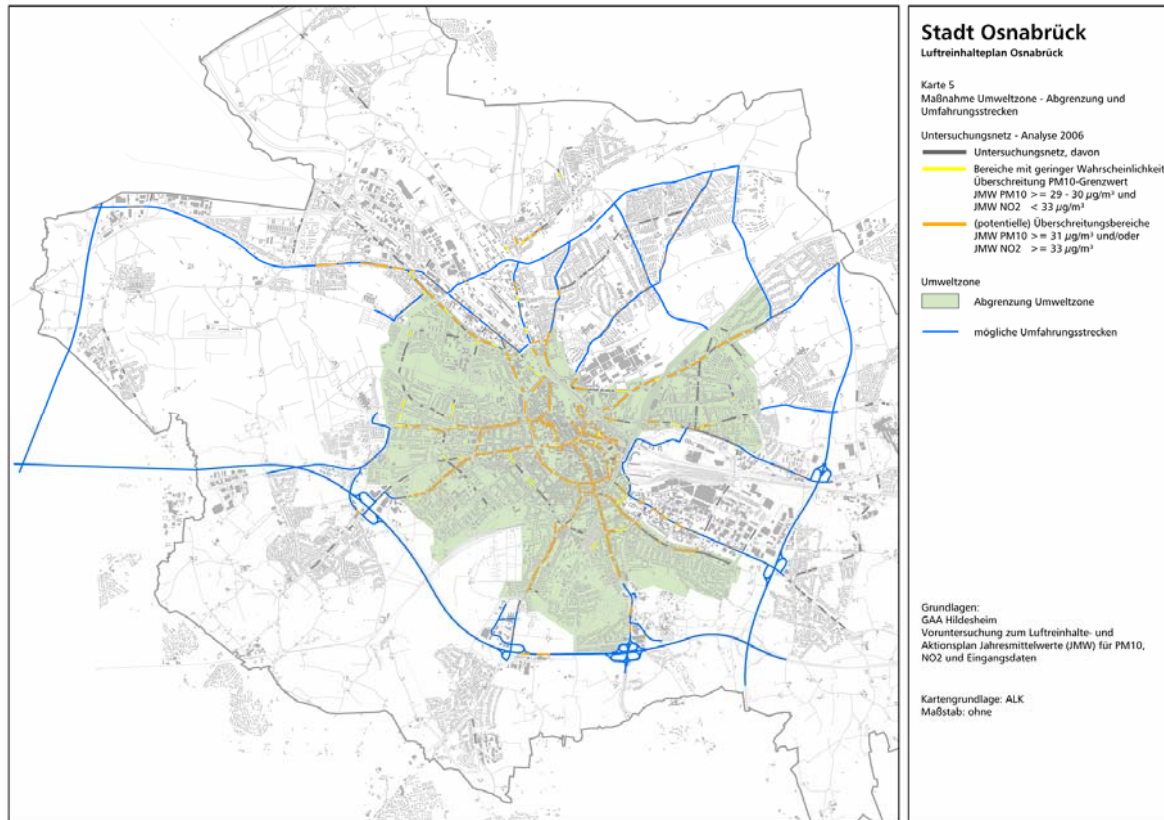 Stadt Osnabrück
Luftreinhalteplan Osnabrück
Karte 5
Maßnahme Umweltzone - Abgrenzung und
Umfahrungsstrecken
Untersuchungsnetz - Analyse 2006
Untersuchungsnetz, davon
Bereiche mit geringer Wahrscheinlichkeit
Überschreitung PM10-Grenzwert
JMW PM10 >= 29 - 30 µg/m³ und
JMW NO2 < 33 µg/m³
(potentielle) Überschreitungsbereiche
JMW PM10 >= 31 µg/m³ und/oder
JMW NO2 >= 33 µg/m³
Umweltzone
Abgrenzung Umweltzone
mögliche Umfahrungsstrecken
Grundlagen:
GAA Hildesheim
Voruntersuchung zum Luftreinhalte- und
Aktionsplan Jahresmittelwerte (JMW) für PM10,
NO2 und Eingangsdaten
Kartengrundlage: ALK
Maßstab: ohne